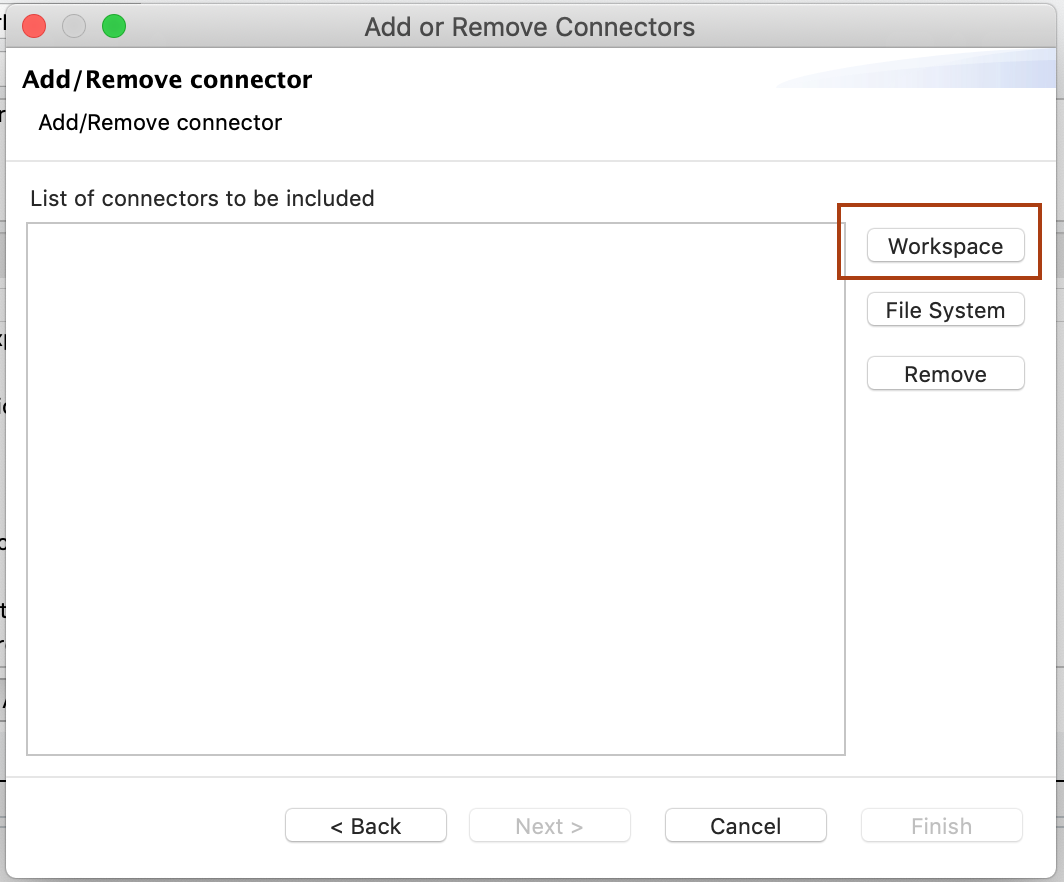 Add or Remove Connectors
Add/Remove connector
Add/Remove connector
List of connectors to be included
Workspace
File System
Remove
< Back
Next >
Cancel
Finish